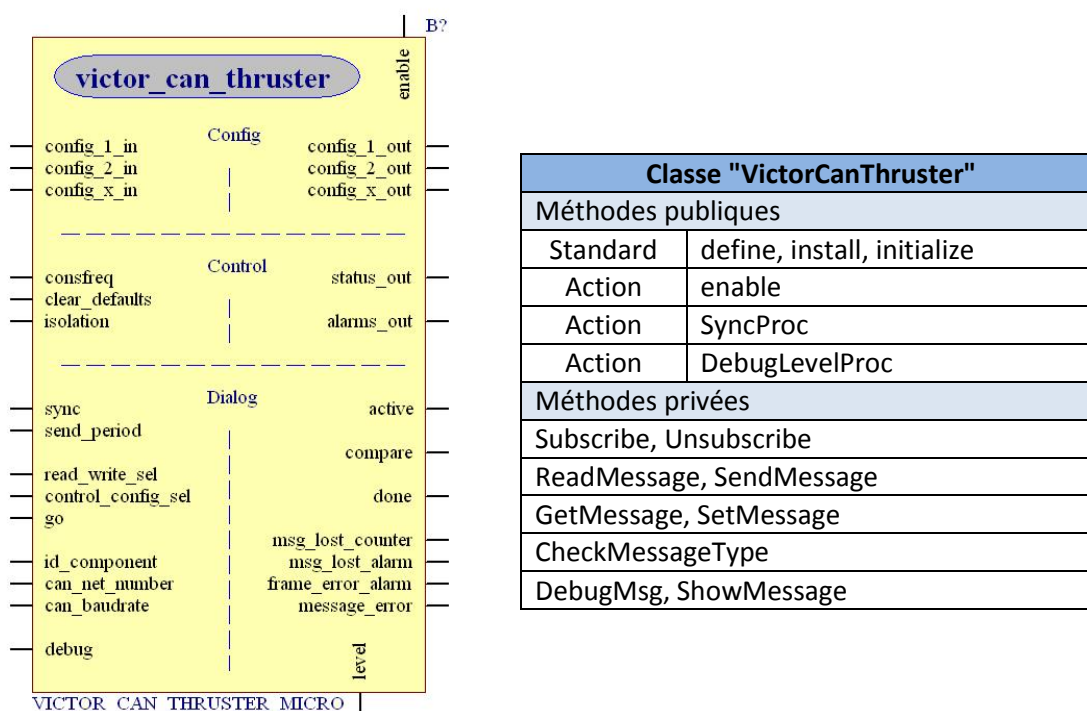 B?
enable
victor_can_thruster
Config
config_1_in config_1_out
config_2_in config_2_out
config_x_in config_x_out
Control
consfreq status_out
clear_defaults
isolation alarms_out
Dialog
sync active
send_period
compare
read_write_sel
control_config_sel done
go
msg_lost_counter
id_component msg_lost_alarm
can_net_number frame_error_alarm
can_baudrate message_error
debug
level
VICTOR_CAN_THRUSTER_MICRO
Classe "VictorCanThruster"
Méthodes publiques
Standard define, install, initialize
Action enable
Action SyncProc
Action DebugLevelProc
Méthodes privées
Subscribe, Unsubscribe
ReadMessage, SendMessage
GetMessage, SetMessage
CheckMessageType
DebugMsg, ShowMessage